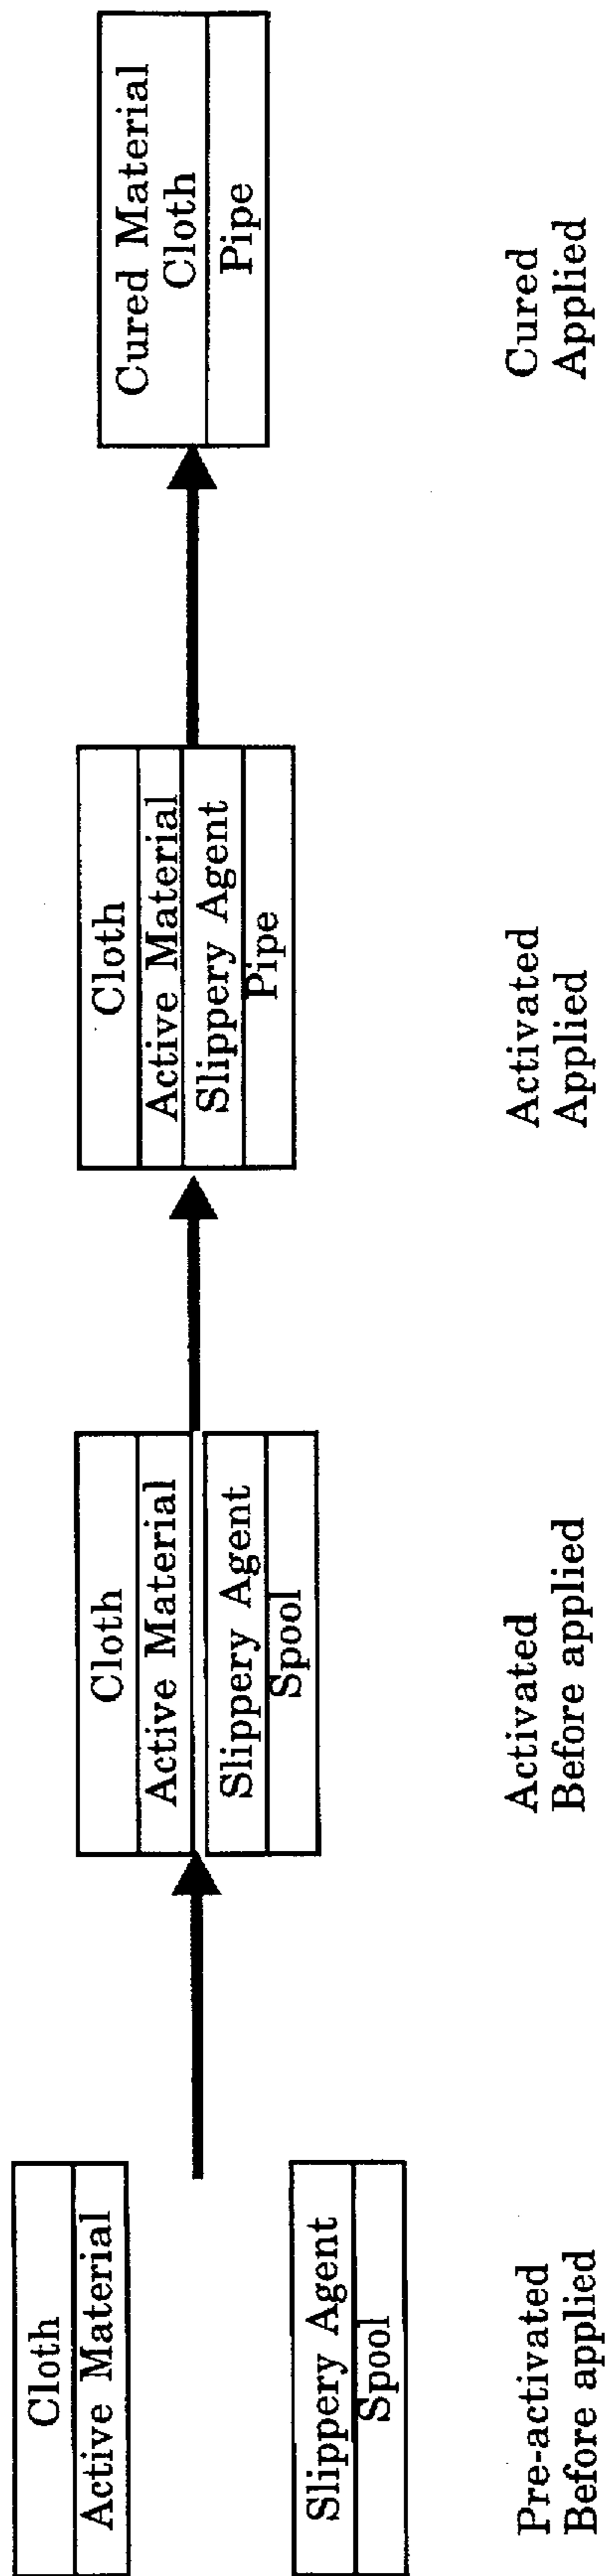 Cloth
Active Material
Slippery Agent
Spool
Pre-activated
Before applied
Cloth
Active Material
Slippery Agent
Spool
Activated
Before applied
Cloth
Active Material
Slippery Agent
Pipe
Activated
Applied
Cured Material
Cloth
Pipe
Cured
Applied